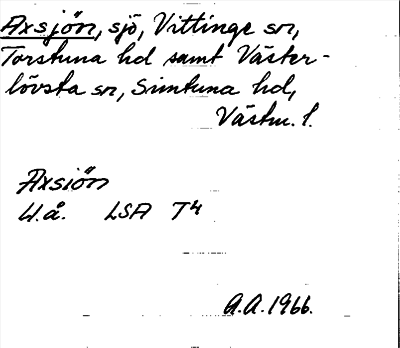 Axsjön, sjö, Vittinge sn,
Torstuna hd samt Väster-
lövsta sn, Simtuna hd,
Västm. l.
Axsiön
U.å. LSA T4
A.A. 1966.